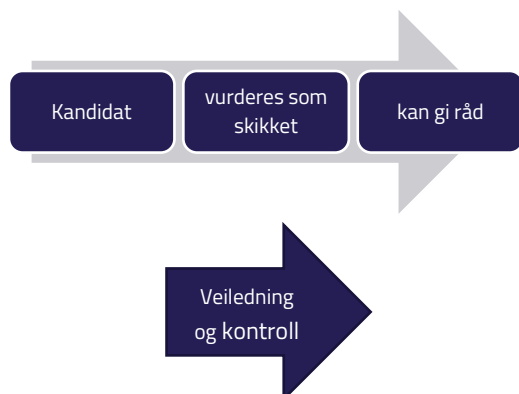 Kandidat
vurderes som
skikket
kan gi råd
Veiledning
og kontroll